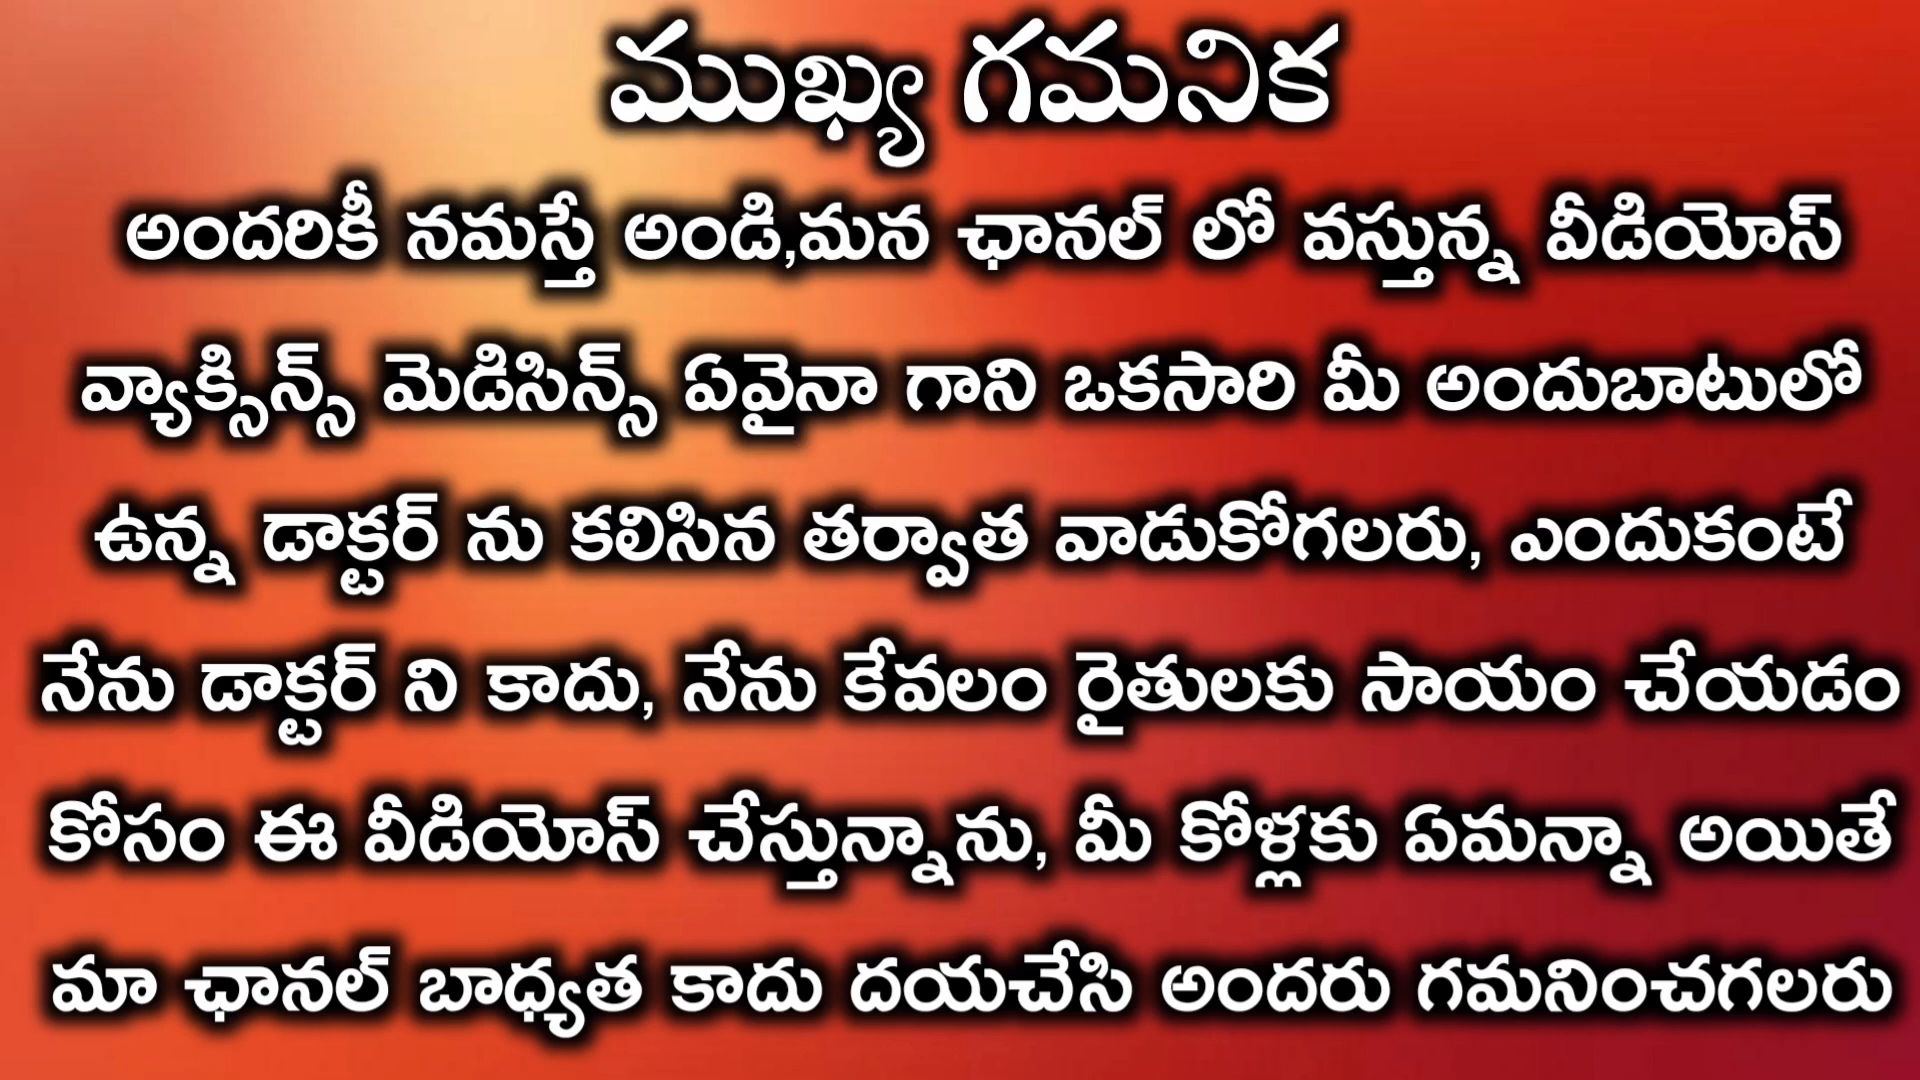 ముఖ్య గమనిక
అందరికీ నమస్తే అండి,మన ఛానల్ లో వస్తున్న వీడియోస్
వ్యాక్సిన్స్ మెడిసిన్స్ ఏవైనా గాని ఒకసారి మీ అందుబాటులో
ఉన్న డాక్టర్ ను కలిసిన తర్వాత వాడుకోగలరు, ఎందుకంటే
నేను డాక్టర్ ని కాదు, నేను కేవలం రైతులకు సాయం చేయడం
కోసం ఈ వీడియోస్ చేస్తున్నాను, మీ కోళ్లకు ఏమన్నా అయితే
మా ఛానల్ బాధ్యత కాదు దయచేసి అందరు గమనించగలరు